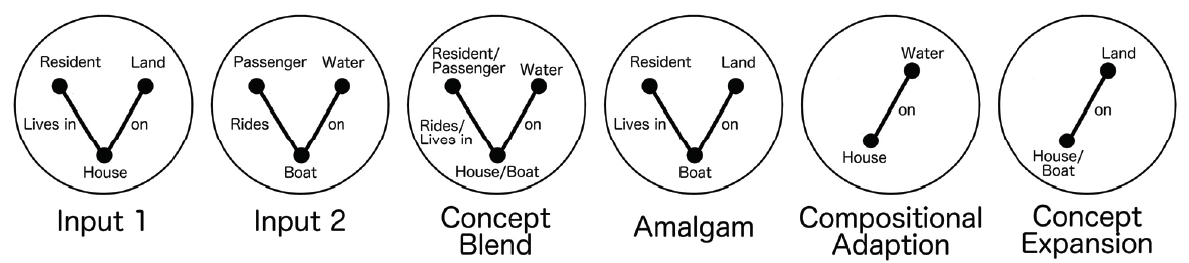 Resident
Land
Lives in
on
House
Input 1
Passenger
Water
Rides
on
Boat
Input 2
Resident/
Passenger
Water
Rides/
Lives in
on
House/Boat
Concept
Blend
Resident
Land
Lives in
on
Boat
Amalgam
Water
on
House
Compositional
Adaption
Land
on
House/
Boat
Concept
Expansion